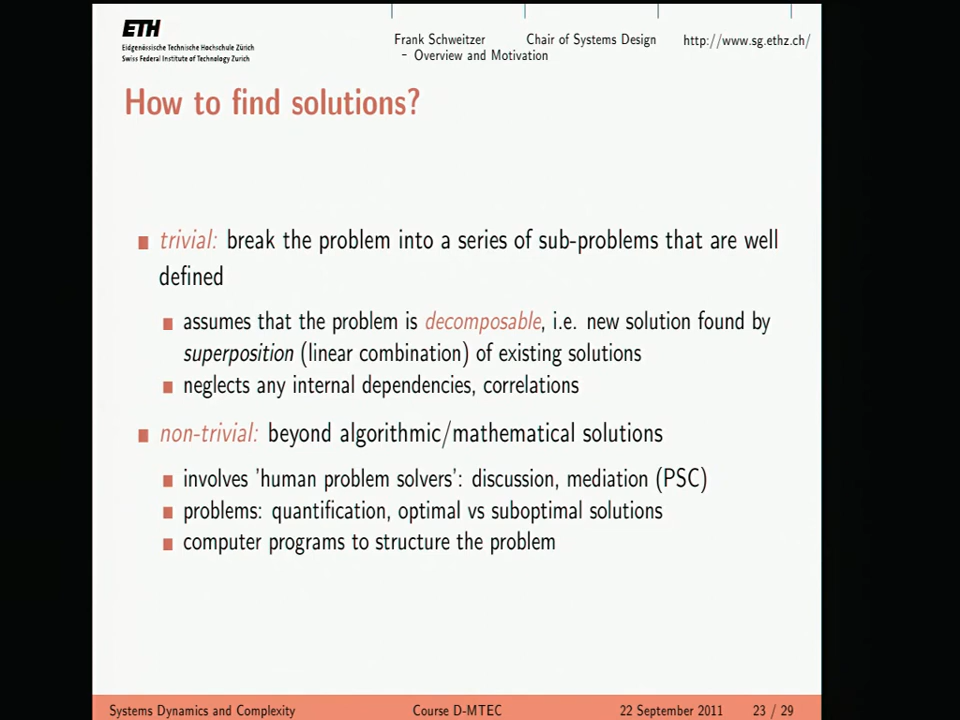 ETH
Eidgenössische Technische Hochschule Zürich
Swiss Federal Institute of Technology Zurich
Frank Schweitzer Chair of Systems Design http://www.sg.ethz.ch/
– Overview and Motivation
How to find solutions?
trivial: break the problem into a series of sub-problems that are well
defined
assumes that the problem is decomposable, i.e. new solution found by
superposition (linear combination) of existing solutions
neglects any internal dependencies, correlations
non-trivial: beyond algorithmic/mathematical solutions
involves 'human problem solvers': discussion, mediation (PSC)
problems: quantification, optimal vs suboptimal solutions
computer programs to structure the problem
Systems Dynamics and Complexity Course D-MTEC 22 September 2011 23 / 29